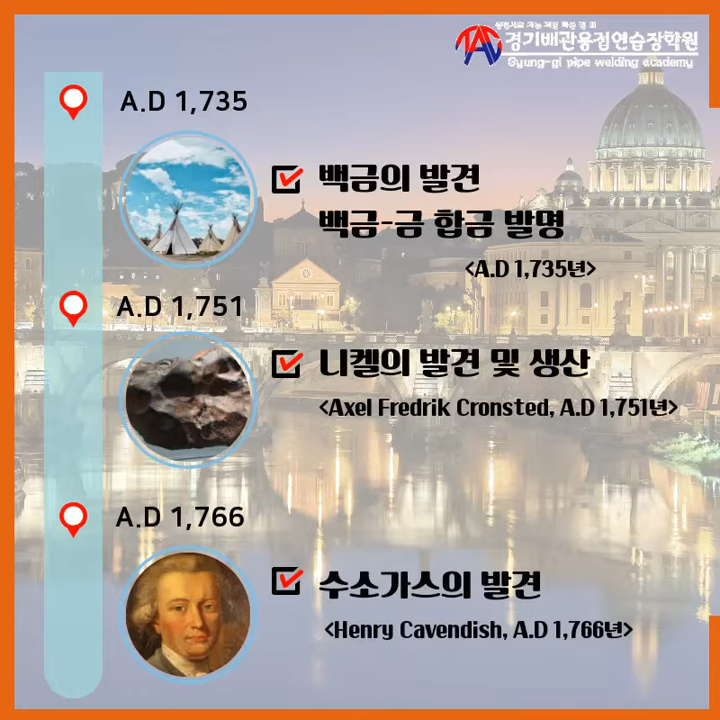 경기배관용접연습장학원
Gyung-gi pipe welding academy
A.D 1,735
백금의 발견
백금-금 합금 발명
<A.D 1,735년>
A.D 1,751
니켈의 발견 및 생산
<Axel Fredrik Cronsted, A.D 1,751년>
A.D 1,766
수소가스의 발견
<Henry Cavendish, A.D 1,766년>